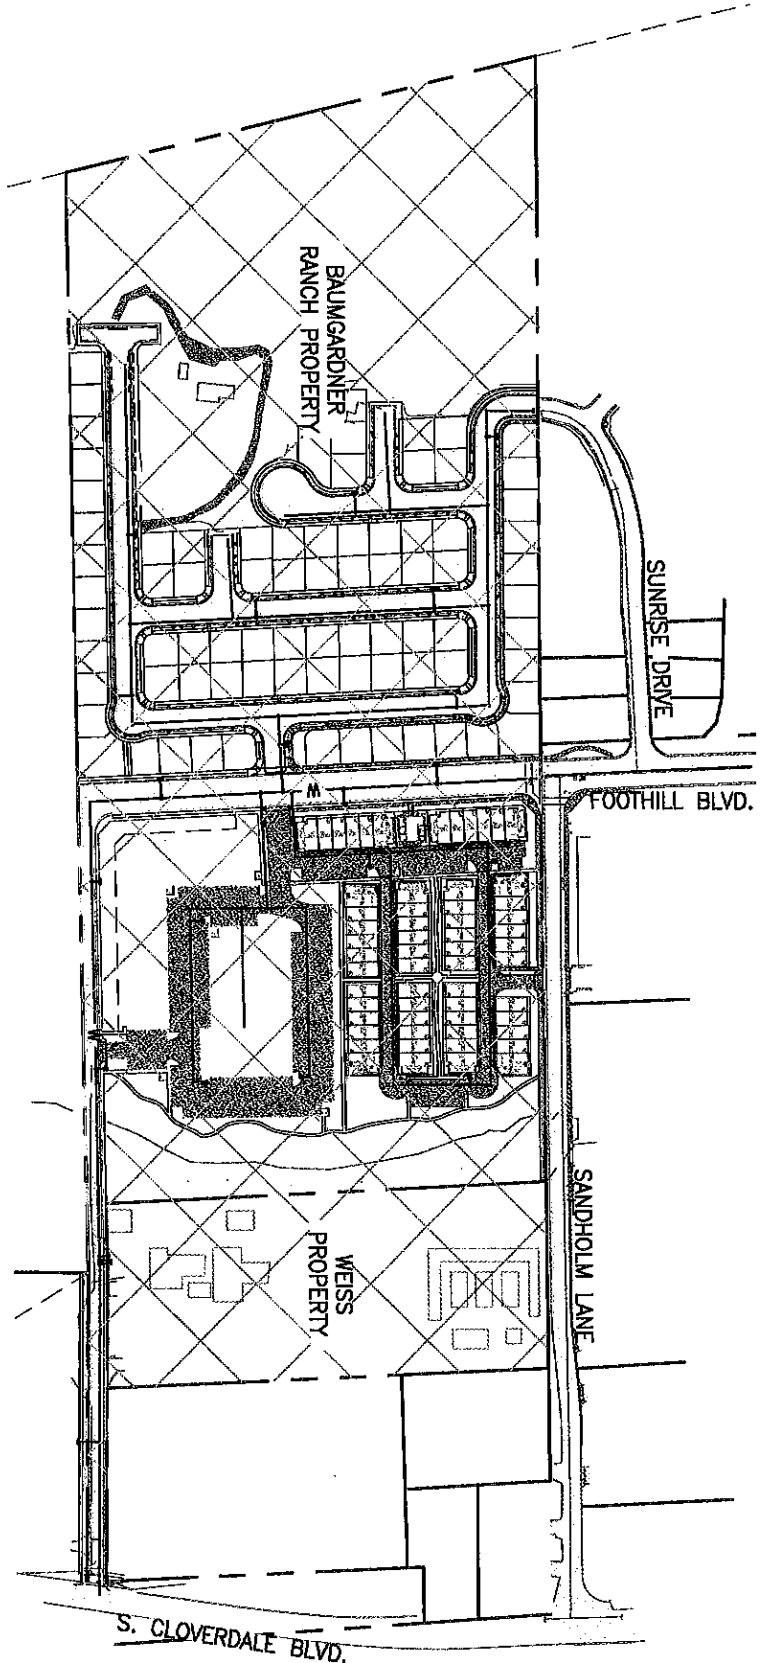 BAUMGARDNER
RANCH PROPERTY
SUNRISE DRIVE
FOOTHILL BLVD.
W
SANDHOLM LANE
WEISS
PROPERTY
S. CLOVERDALE BLVD.